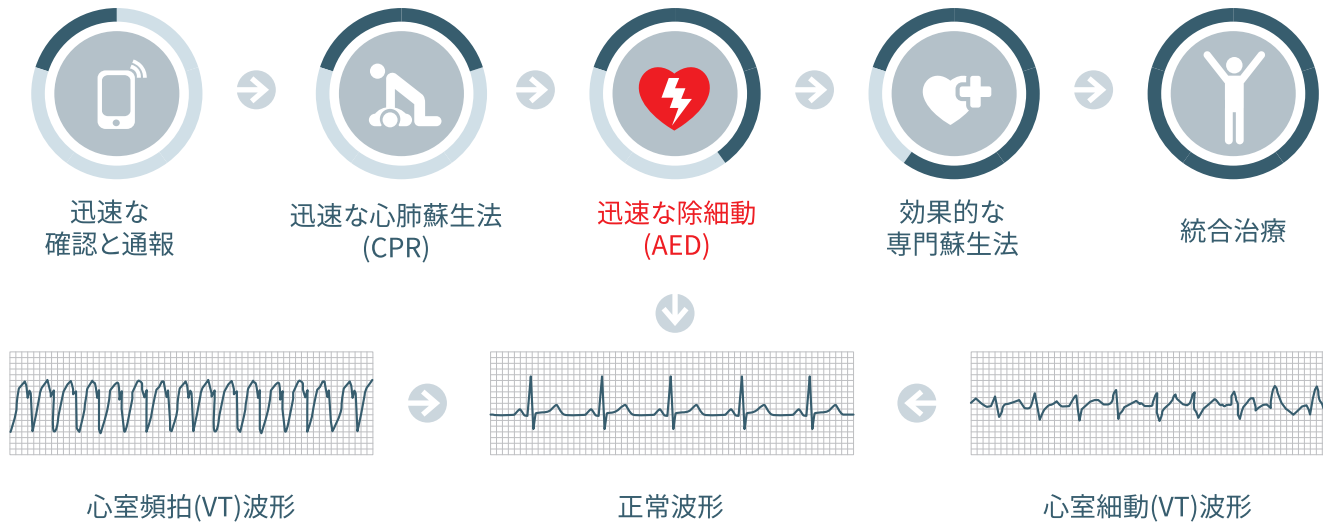 迅速な
確認と通報
迅速な心肺蘇生法
(CPR)
迅速な除細動
(AED)
効果的な
専門蘇生法
統合治療
心室頻拍(VT)波形
正常波形
心室細動(VT)波形